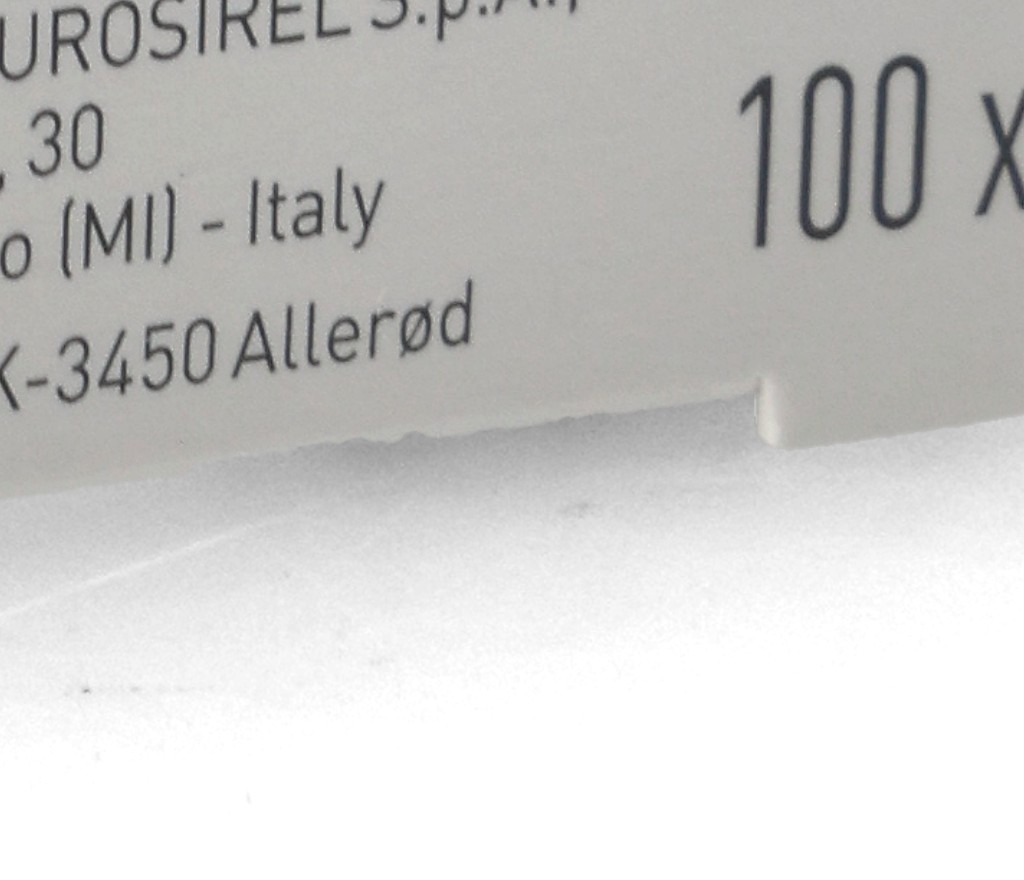 UROSIREL S.p.A.,
, 30
o (MI) - Italy
K-3450 Allerød
100 x